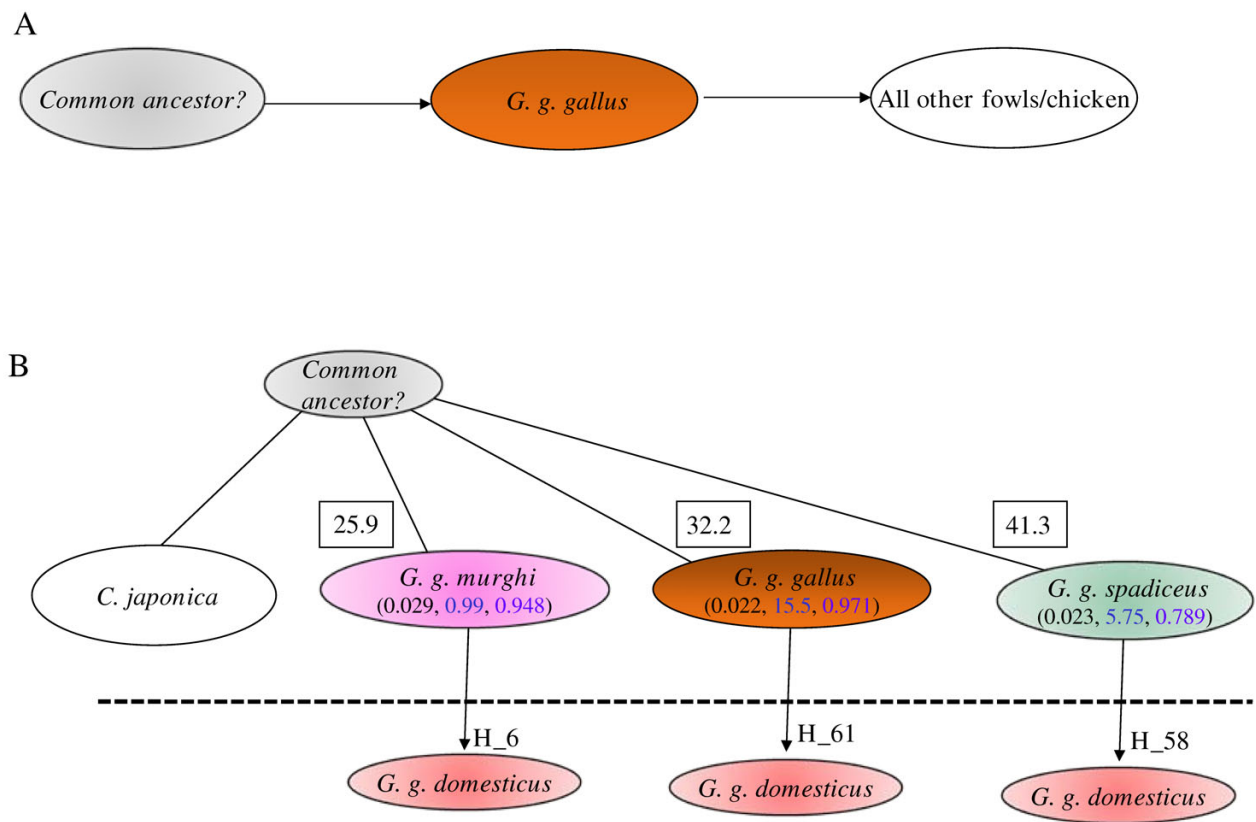 A
Common ancestor?
G. g. gallus
All other fowls/chicken
B
Common
ancestor?
25.9
32.2
41.3
C. japonica
G. g. murghi
(0.029, 0.99, 0.948)
G. g. gallus
(0.022, 15.5, 0.971)
G. g. spadiceus
(0.023, 5.75, 0.789)
H_6
H_61
H_58
G. g. domesticus
G. g. domesticus
G. g. domesticus